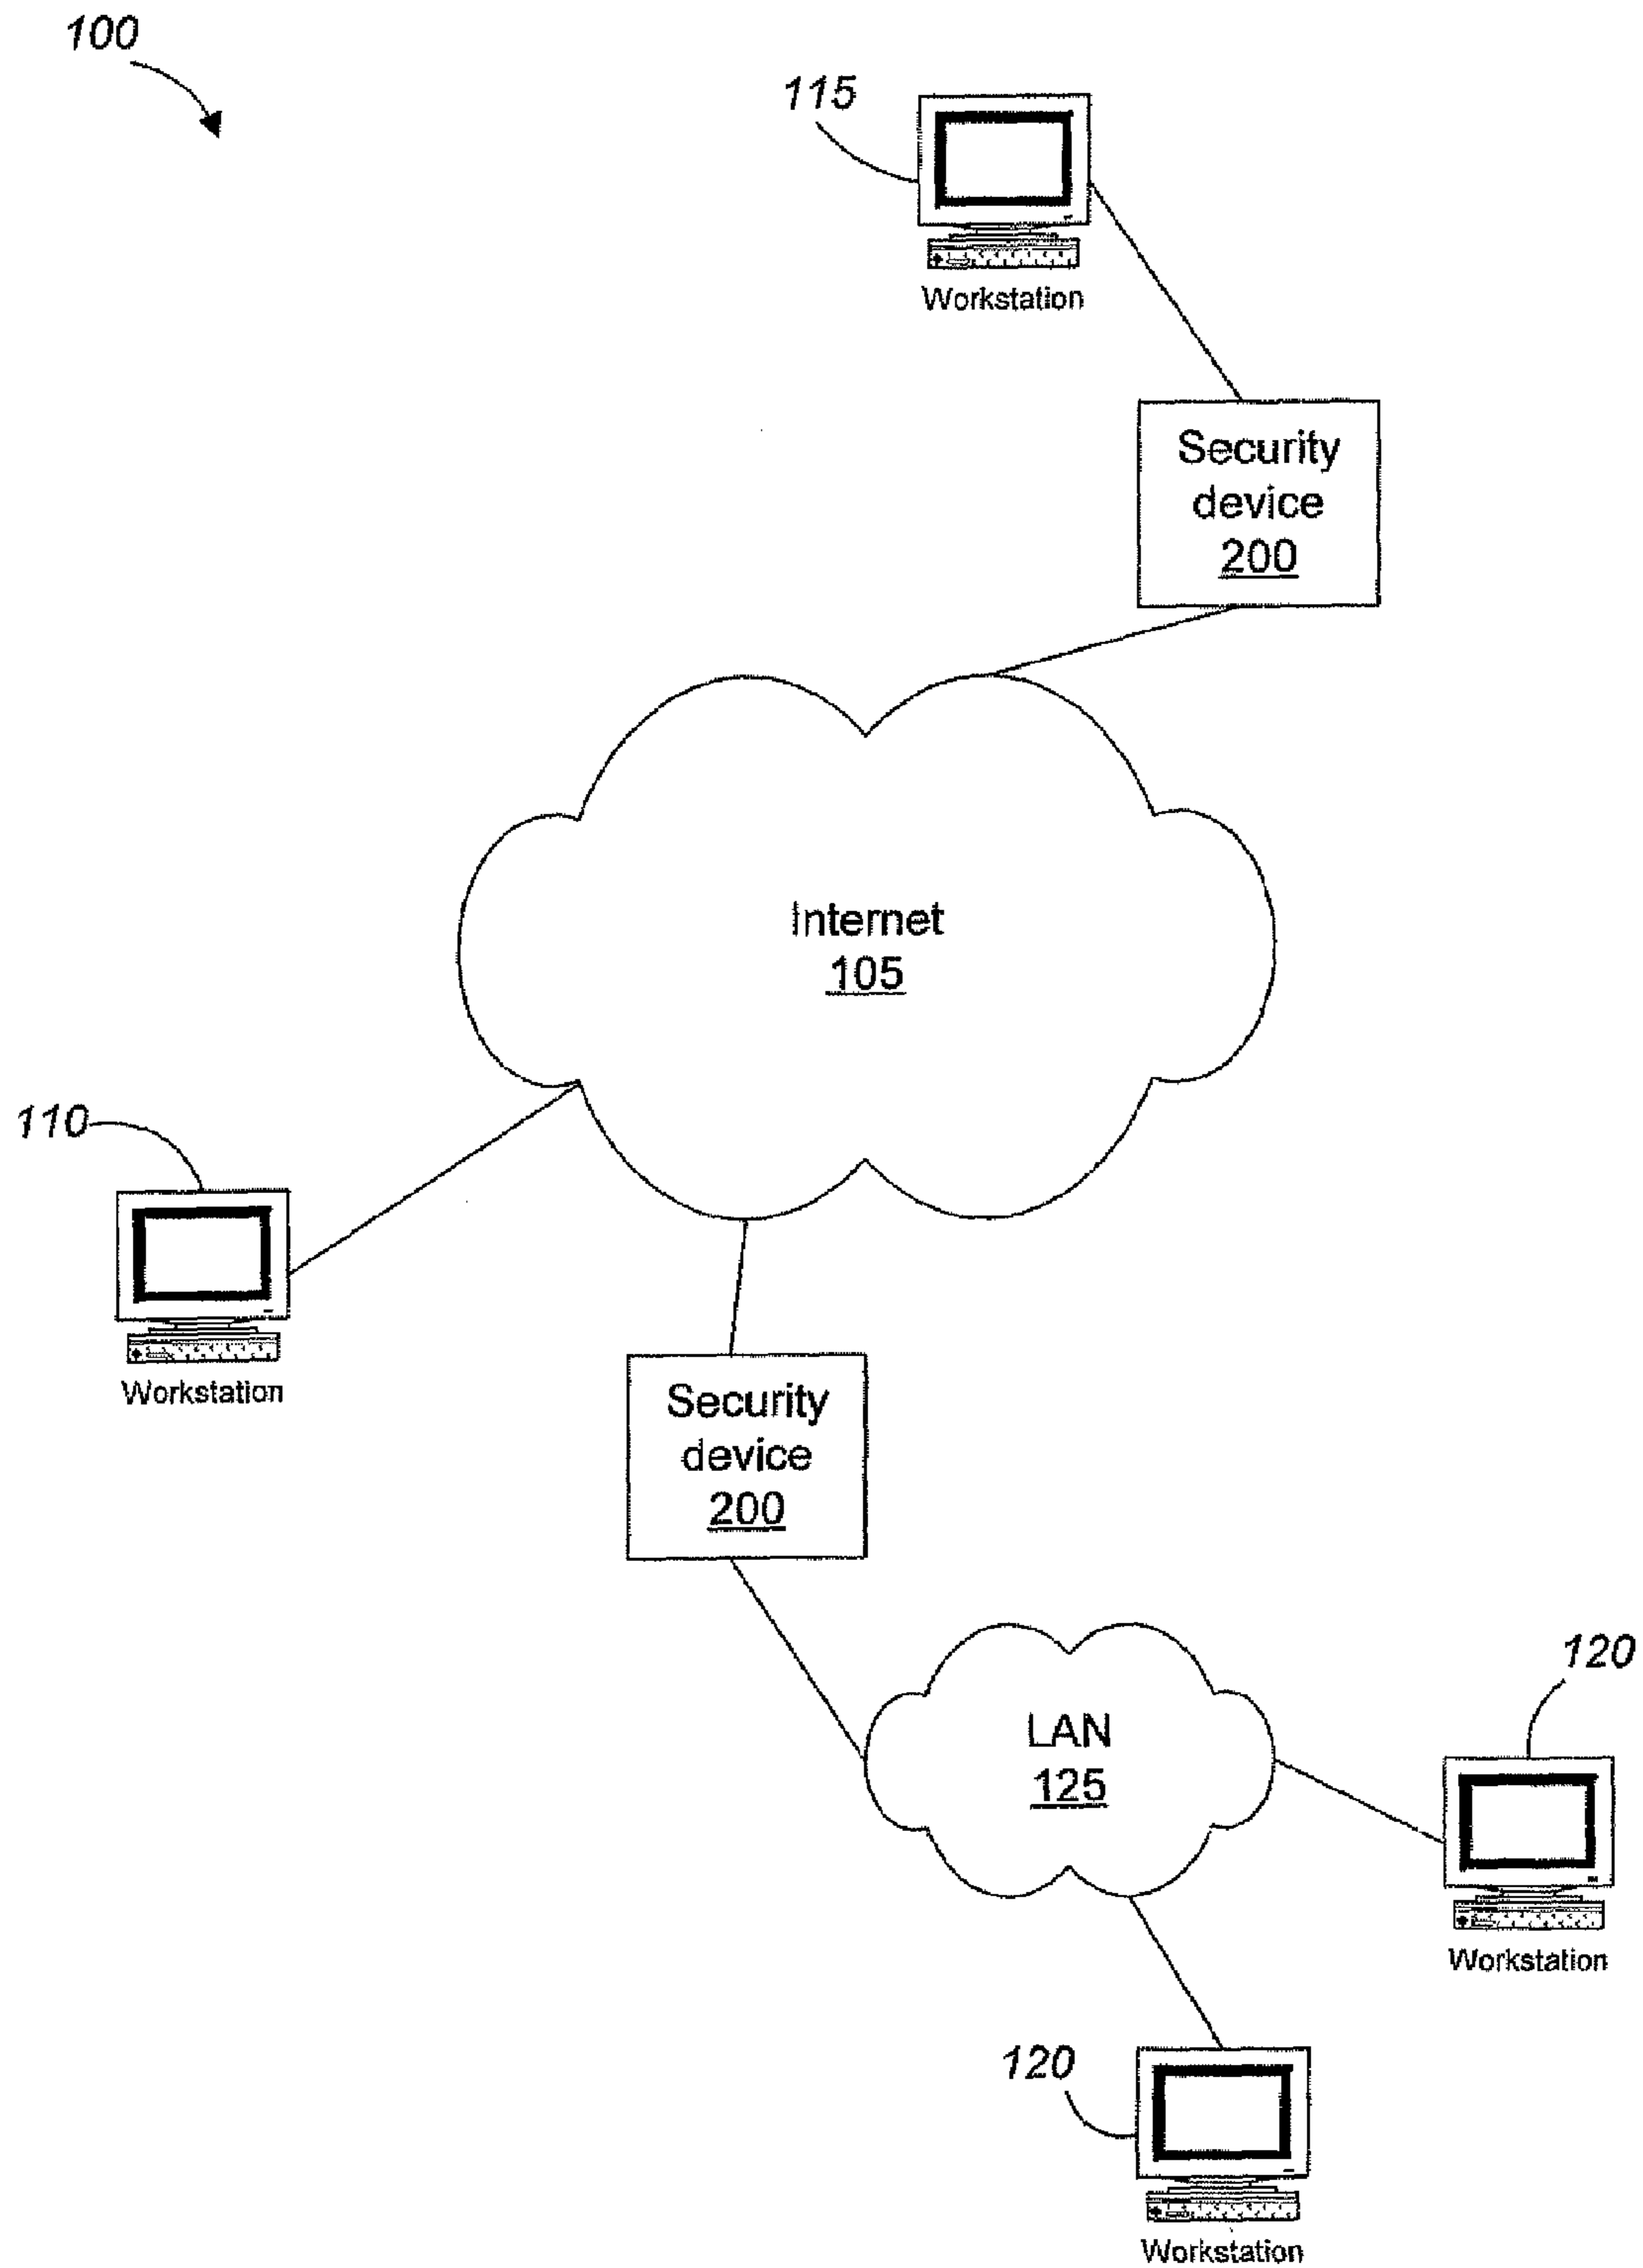 100
115
Workstation
Security
device
200
Internet
105
110
Workstation
Security
device
200
LAN
125
120
Workstation
120
Workstation